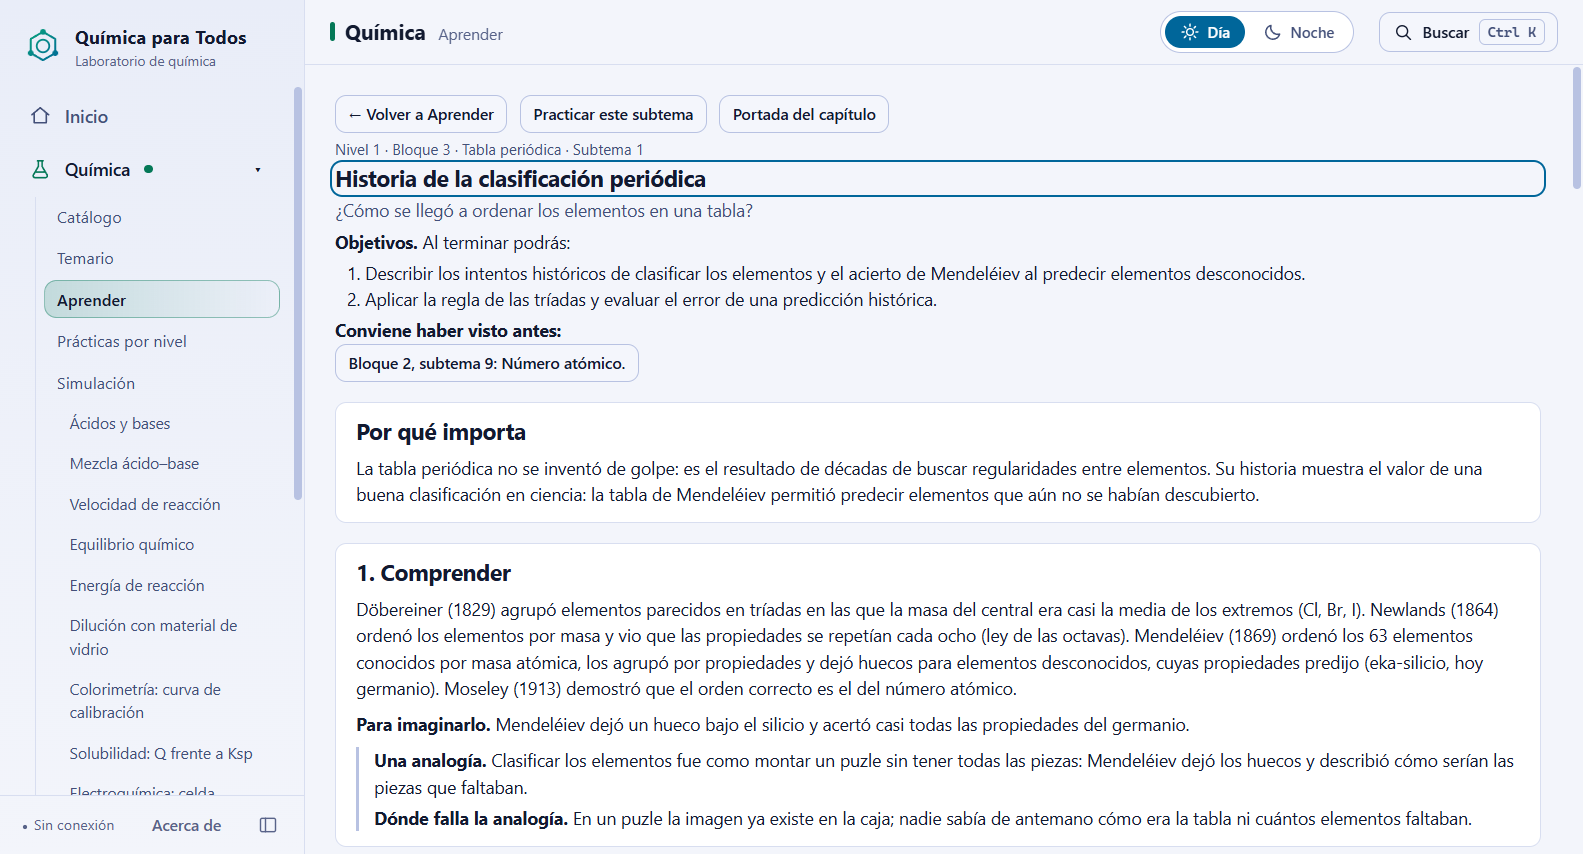 Química para Todos
Laboratorio de química
Inicio
Química
Catálogo
Temario
Aprender
Prácticas por nivel
Simulación
Ácidos y bases
Mezcla ácido–base
Velocidad de reacción
Equilibrio químico
Energía de reacción
Dilución con material de
vidrio
Colorimetría: curva de
calibración
Solubilidad: Q frente a Ksp
Electroquímica: celda
Sin conexión
Acerca de
Química Aprender
Día
Noche
Buscar Ctrl K
← Volver a Aprender
Practicar este subtema
Portada del capítulo
Nivel 1 · Bloque 3 · Tabla periódica · Subtema 1
Historia de la clasificación periódica
¿Cómo se llegó a ordenar los elementos en una tabla?
Objetivos. Al terminar podrás:
1. Describir los intentos históricos de clasificar los elementos y el acierto de Mendeléiev al predecir elementos desconocidos.
2. Aplicar la regla de las tríadas y evaluar el error de una predicción histórica.
Conviene haber visto antes:
Bloque 2, subtema 9: Número atómico.
Por qué importa
La tabla periódica no se inventó de golpe: es el resultado de décadas de buscar regularidades entre elementos. Su historia muestra el valor de una
buena clasificación en ciencia: la tabla de Mendeléiev permitió predecir elementos que aún no se habían descubierto.
1. Comprender
Döbereiner (1829) agrupó elementos parecidos en tríadas en las que la masa del central era casi la media de los extremos (Cl, Br, I). Newlands (1864)
ordenó los elementos por masa y vio que las propiedades se repetían cada ocho (ley de las octavas). Mendeléiev (1869) ordenó los 63 elementos
conocidos por masa atómica, los agrupó por propiedades y dejó huecos para elementos desconocidos, cuyas propiedades predijo (eka-silicio, hoy
germanio). Moseley (1913) demostró que el orden correcto es el del número atómico.
Para imaginarlo. Mendeléiev dejó un hueco bajo el silicio y acertó casi todas las propiedades del germanio.
Una analogía. Clasificar los elementos fue como montar un puzle sin tener todas las piezas: Mendeléiev dejó los huecos y describió cómo serían las
piezas que faltaban.
Dónde falla la analogía. En un puzle la imagen ya existe en la caja; nadie sabía de antemano cómo era la tabla ni cuántos elementos faltaban.